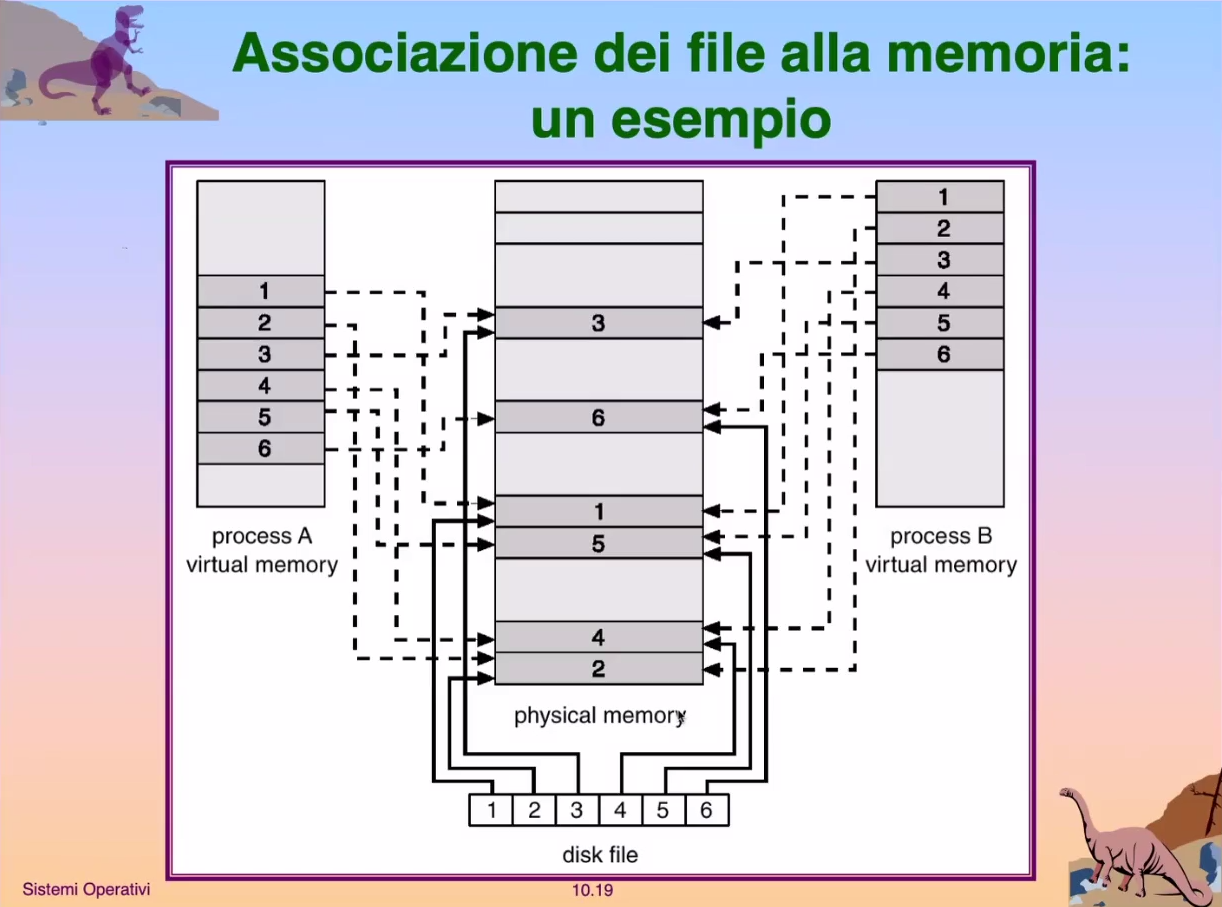 Associazione dei file alla memoria:
un esempio
1
2
3
4
5
6
process A
virtual memory
3
6
1
5
4
2
physical memory
1
2
3
4
5
6
process B
virtual memory
1 2 3 4 5 6
disk file
Sistemi Operativi
10.19